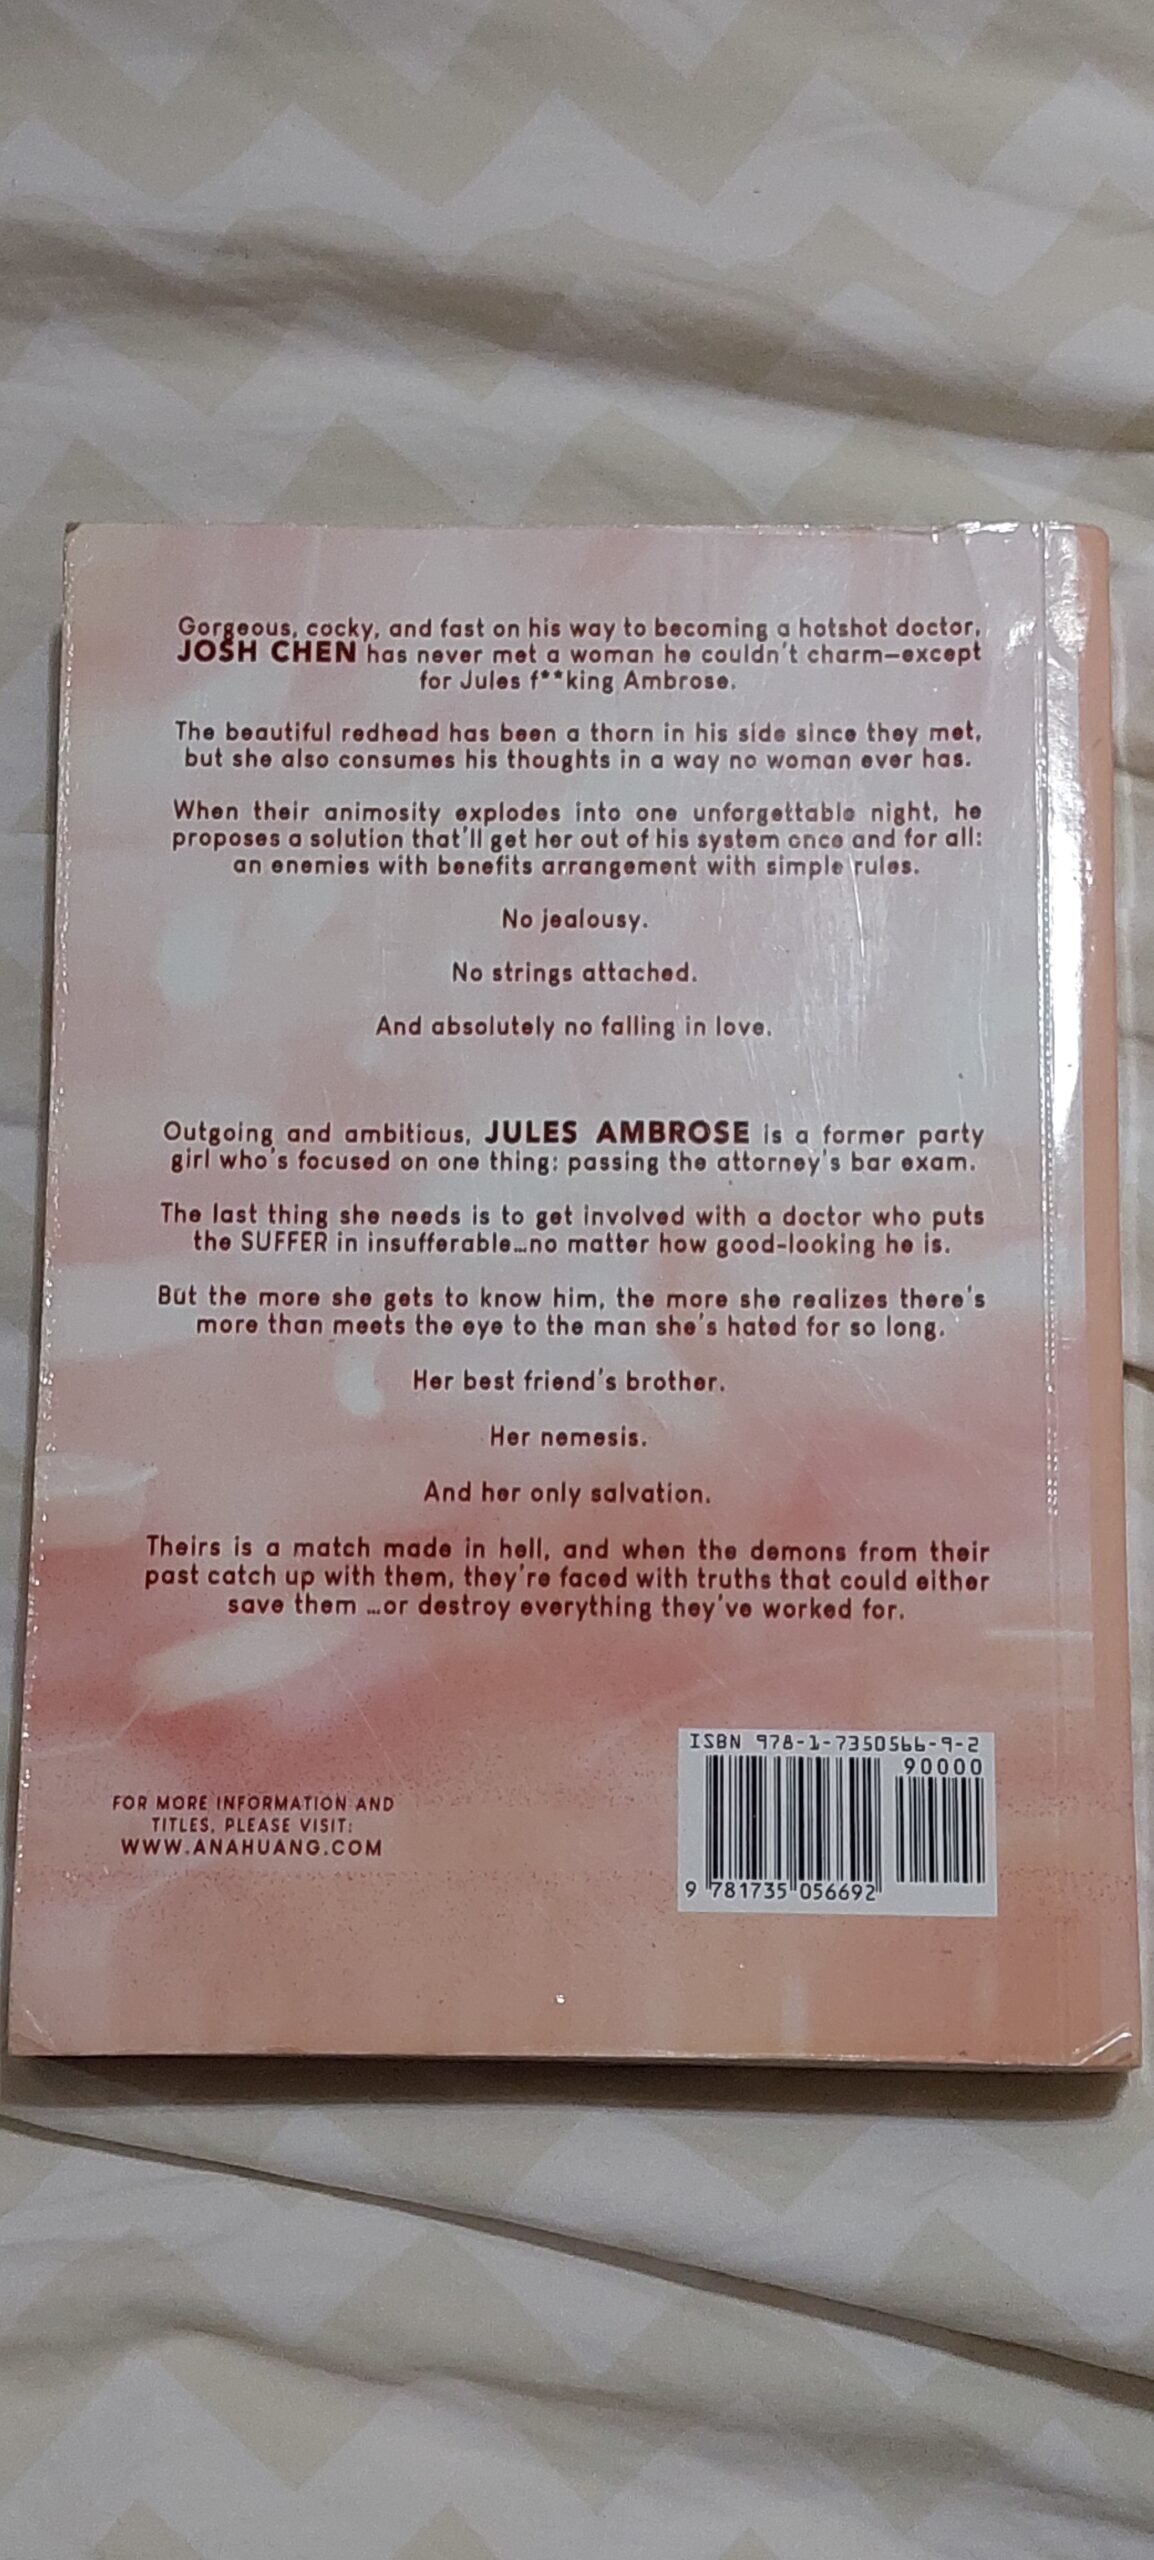 Gorgeous, cocky, and fast on his way to becoming a hotshot doctor,
JOSH CHEN has never met a woman he couldn't charm—except
for Jules f**king Ambrose.
The beautiful redhead has been a thorn in his side since they met,
but she also consumes his thoughts in a way no woman ever has.
When their animosity explodes into one unforgettable night, he
proposes a solution that'll get her out of his system once and for all:
an enemies with benefits arrangement with simple rules.
No jealousy.
No strings attached.
And absolutely no falling in love.
Outgoing and ambitious, JULES AMBROSE is a former party
girl who's focused on one thing: passing the attorney's bar exam.
The last thing she needs is to get involved with a doctor who puts
the SUFFER in insufferable...no matter how good-looking he is.
But the more she gets to know him, the more she realizes there's
more than meets the eye to the man she's hated for so long.
Her best friend's brother.
Her nemesis.
And her only salvation.
Theirs is a match made in hell, and when the demons from their
past catch up with them, they're faced with truths that could either
save them ...or destroy everything they've worked for.
FOR MORE INFORMATION AND
TITLES, PLEASE VISIT:
WWW.ANAHUANG.COM
ISBN 978-1-7350566-9-2
90000
9 781735 056692